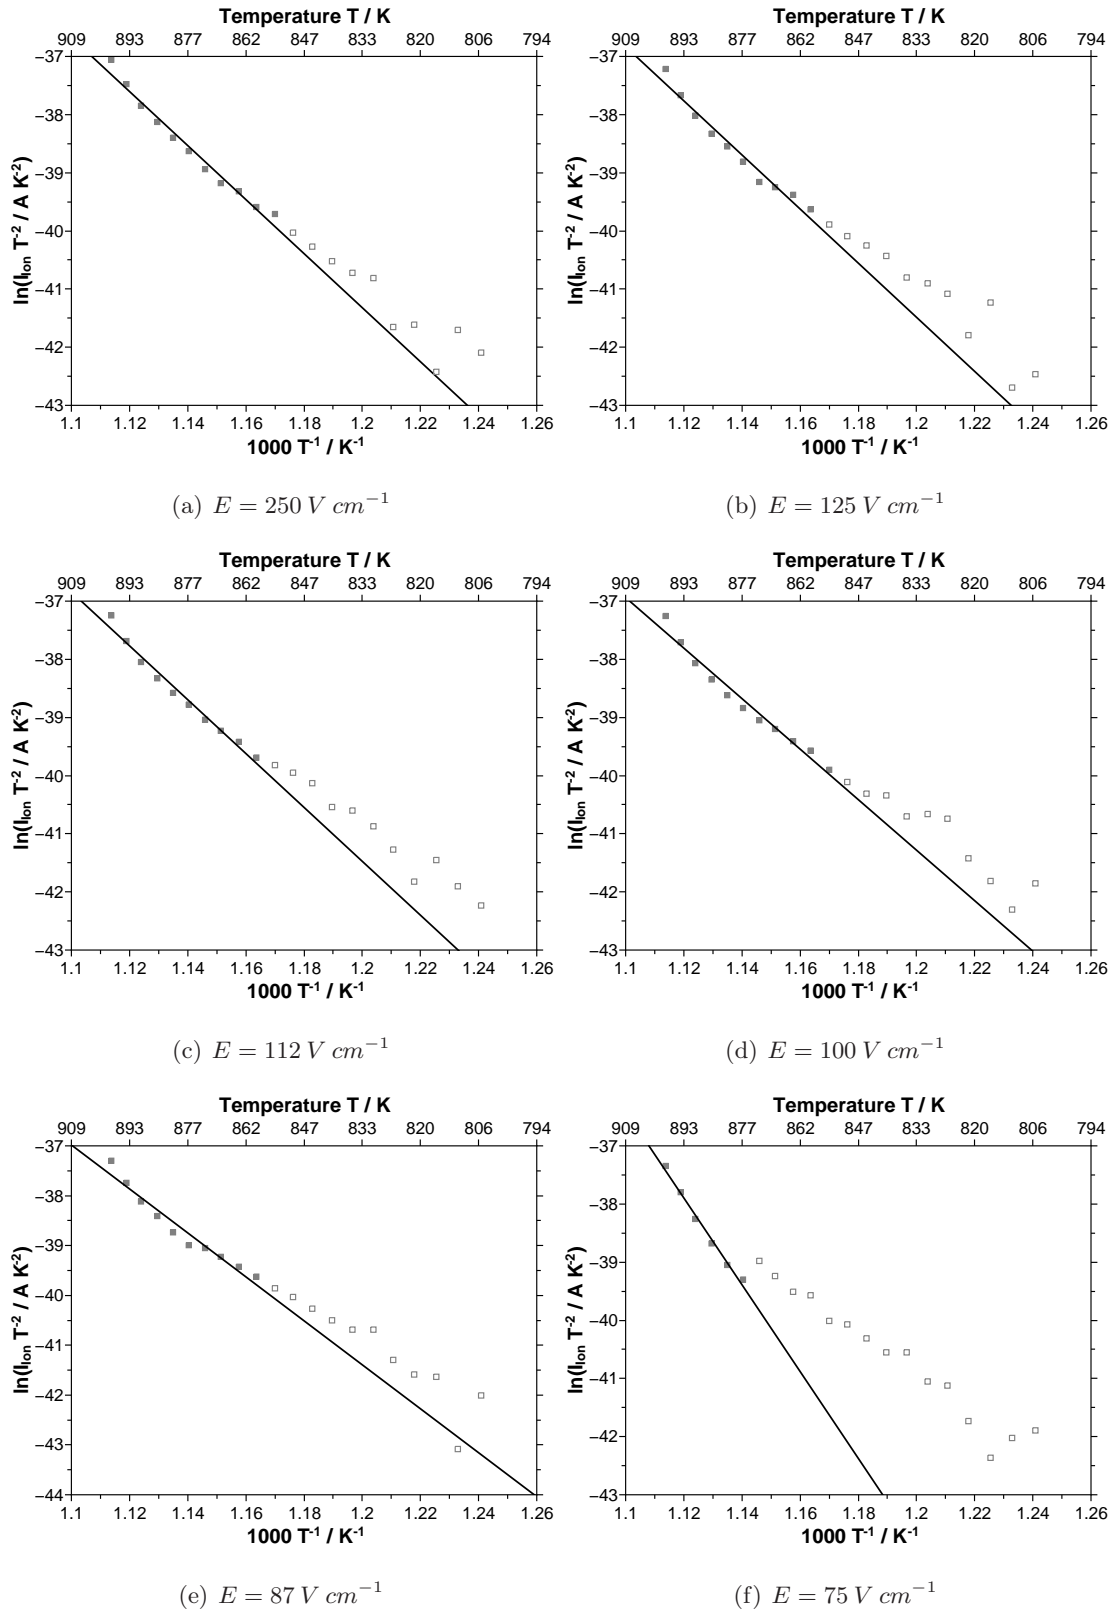 Temperature T / K
909 893 877 862 847 833 820 806 794
−37
−38
−39
−40
−41
−42
−43
ln(I_Ion T^-2 / A K^-2)
1.1 1.12 1.14 1.16 1.18 1.2 1.22 1.24 1.26
1000 T^-1 / K^-1
(a) E = 250 V cm^−1
Temperature T / K
909 893 877 862 847 833 820 806 794
−37
−38
−39
−40
−41
−42
−43
ln(I_Ion T^-2 / A K^-2)
1.1 1.12 1.14 1.16 1.18 1.2 1.22 1.24 1.26
1000 T^-1 / K^-1
(b) E = 125 V cm^−1
Temperature T / K
909 893 877 862 847 833 820 806 794
−37
−38
−39
−40
−41
−42
−43
ln(I_Ion T^-2 / A K^-2)
1.1 1.12 1.14 1.16 1.18 1.2 1.22 1.24 1.26
1000 T^-1 / K^-1
(c) E = 112 V cm^−1
Temperature T / K
909 893 877 862 847 833 820 806 794
−37
−38
−39
−40
−41
−42
−43
ln(I_Ion T^-2 / A K^-2)
1.1 1.12 1.14 1.16 1.18 1.2 1.22 1.24 1.26
1000 T^-1 / K^-1
(d) E = 100 V cm^−1
Temperature T / K
909 893 877 862 847 833 820 806 794
−37
−38
−39
−40
−41
−42
−43
−44
ln(I_Ion T^-2 / A K^-2)
1.1 1.12 1.14 1.16 1.18 1.2 1.22 1.24 1.26
1000 T^-1 / K^-1
(e) E = 87 V cm^−1
Temperature T / K
909 893 877 862 847 833 820 806 794
−37
−38
−39
−40
−41
−42
−43
ln(I_Ion T^-2 / A K^-2)
1.1 1.12 1.14 1.16 1.18 1.2 1.22 1.24 1.26
1000 T^-1 / K^-1
(f) E = 75 V cm^−1